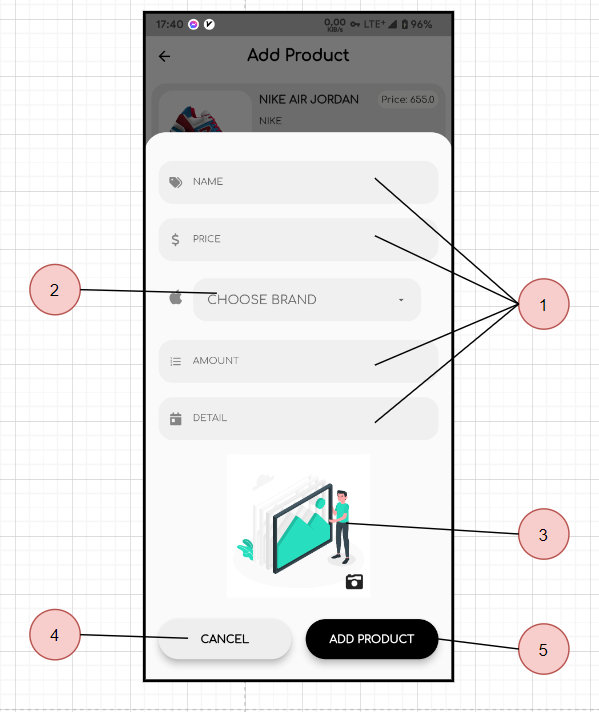 17:40 0,00 KB/s LTE+ 96%
Add Product
NIKE AIR JORDAN Price: 655.0
NIKE
NAME
PRICE
2 CHOOSE BRAND 1
AMOUNT
DETAIL
3
4 CANCEL ADD PRODUCT 5